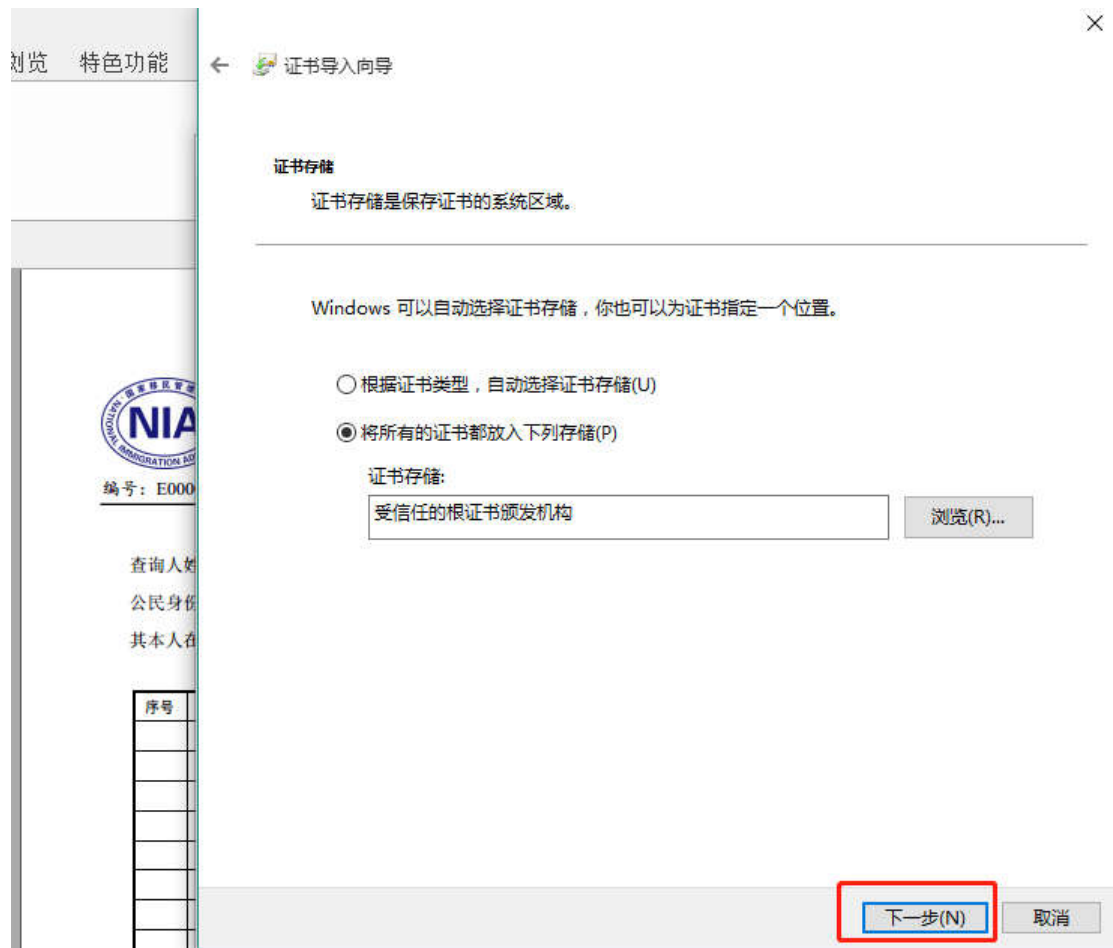 浏览 特色功能
证书导入向导
证书存储
证书存储是保存证书的系统区域。
Windows 可以自动选择证书存储，你也可以为证书指定一个位置。
根据证书类型，自动选择证书存储(U)
将所有的证书都放入下列存储(P)
证书存储:
受信任的根证书颁发机构
浏览(R)...
NIA
编号：E000
查询人姓
公民身份
其本人在
序号
下一步(N)
取消